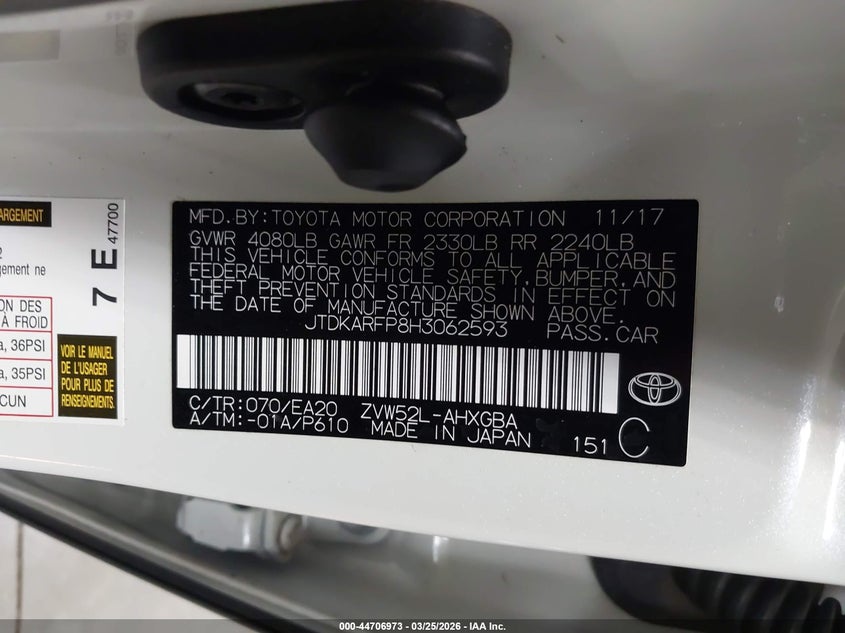 ARGEMENT
2
gement ne
ON DES
À FROID
a, 36PSI
a, 35PSI
CUN
7 E
47700
VOIR LE MANUEL
DE L'USAGER
POUR PLUS DE
RENSEIGNEMENTS.
MFD.BY:TOYOTA MOTOR CORPORATION 11/17
GVWR 4080LB GAWR FR 2330LB RR 2240LB
THIS VEHICLE CONFORMS TO ALL APPLICABLE
FEDERAL MOTOR VEHICLE SAFETY,BUMPER,AND
THEFT PREVENTION STANDARDS IN EFFECT ON
THE DATE OF MANUFACTURE SHOWN ABOVE.
JTDKARFP8H3062593 PASS.CAR
C/TR:070/EA20 ZVW52L-AHXGBA
A/TM:-01A/P610 MADE IN JAPAN
151 C
000-44706973 - 03/25/2026 - IAA Inc.